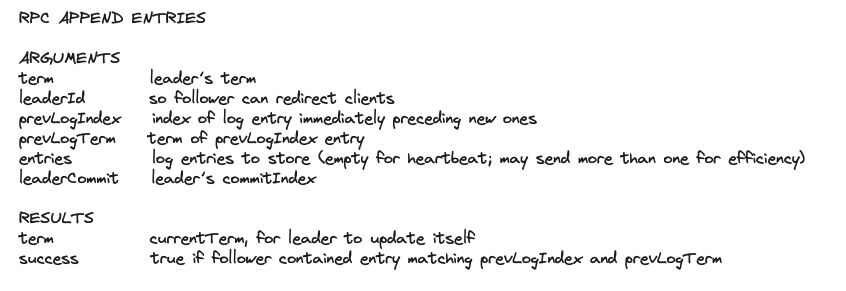 RPC APPEND ENTRIES
ARGUMENTS
term leader's term
leaderId so follower can redirect clients
prevLogIndex index of log entry immediately preceding new ones
prevLogTerm term of prevLogIndex entry
entries log entries to store (empty for heartbeat; may send more than one for efficiency)
leaderCommit leader's commitIndex
RESULTS
term currentTerm, for leader to update itself
success true if follower contained entry matching prevLogIndex and prevLogTerm